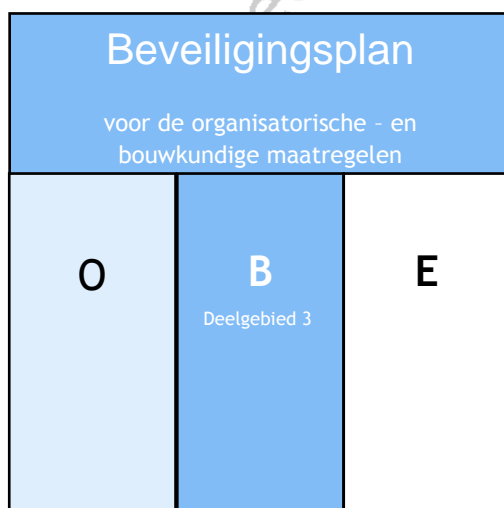 Beveiligingsplan
voor de organisatorische – en
bouwkundige maatregelen
O
B
E
Deelgebied 3